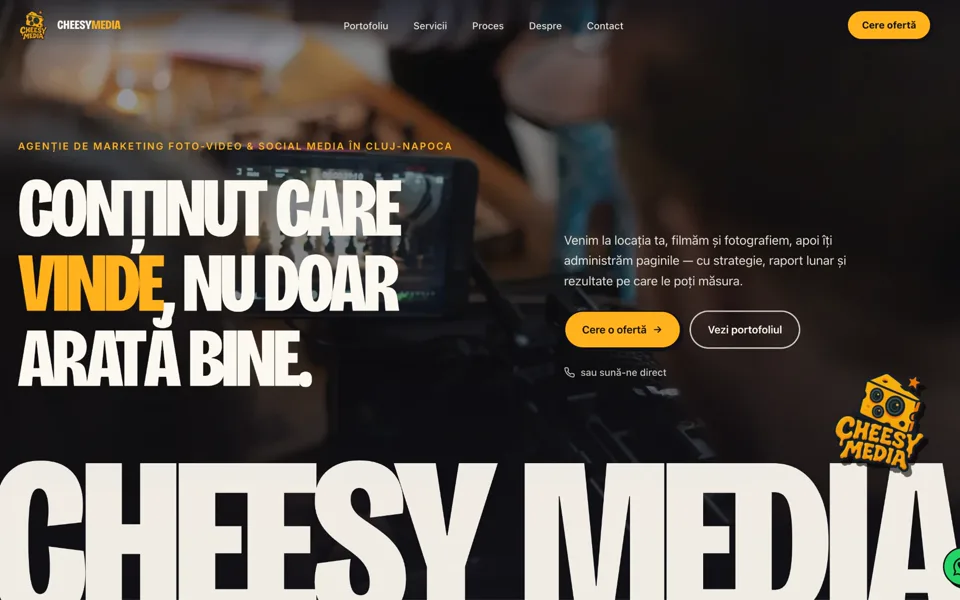 CHEESY MEDIA
CHEESYMEDIA
Portofoliu
Servicii
Proces
Despre
Contact
Cere ofertă
AGENȚIE DE MARKETING FOTO-VIDEO & SOCIAL MEDIA ÎN CLUJ-NAPOCA
CONȚINUT CARE
VINDE, NU DOAR
ARATĂ BINE.
Venim la locația ta, filmăm și fotografiem, apoi îți
administrăm paginile — cu strategie, raport lunar și
rezultate pe care le poți măsura.
Cere o ofertă →
Vezi portofoliul
sau sună-ne direct
CHEESY
MEDIA
CHEESY MEDIA